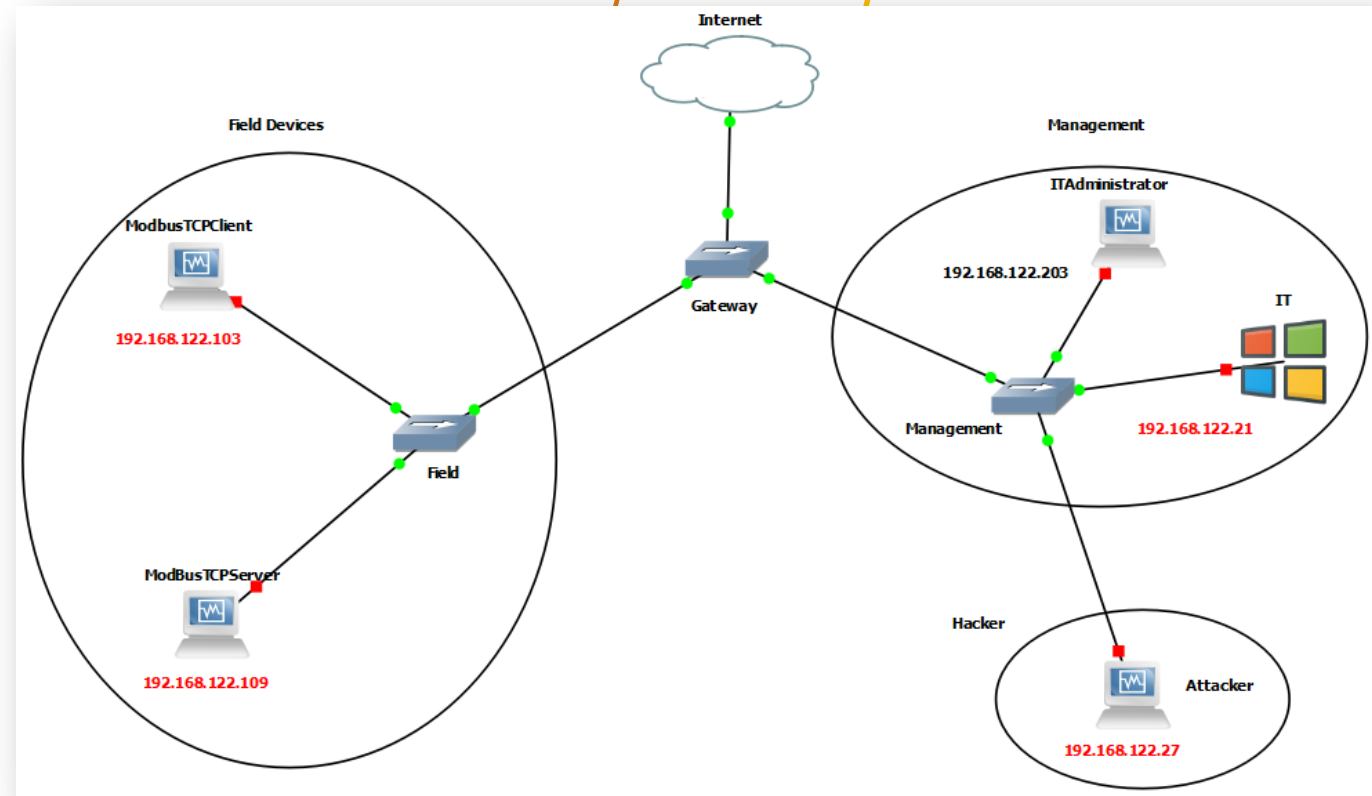 Internet
Field Devices
Management
ModbusTCPClient
ITAdministrator
192.168.122.203
IT
Gateway
192.168.122.103
Management
192.168.122.21
Field
ModBusTCPServer
Hacker
192.168.122.109
Attacker
192.168.122.27